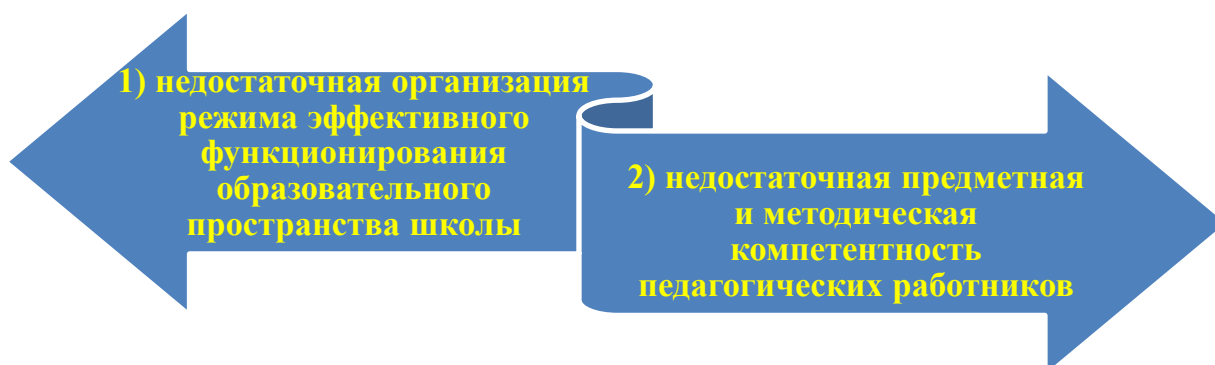 1) недостаточная организация
режима эффективного
функционирования
образовательного
пространства школы
2) недостаточная предметная
и методическая
компетентность
педагогических работников